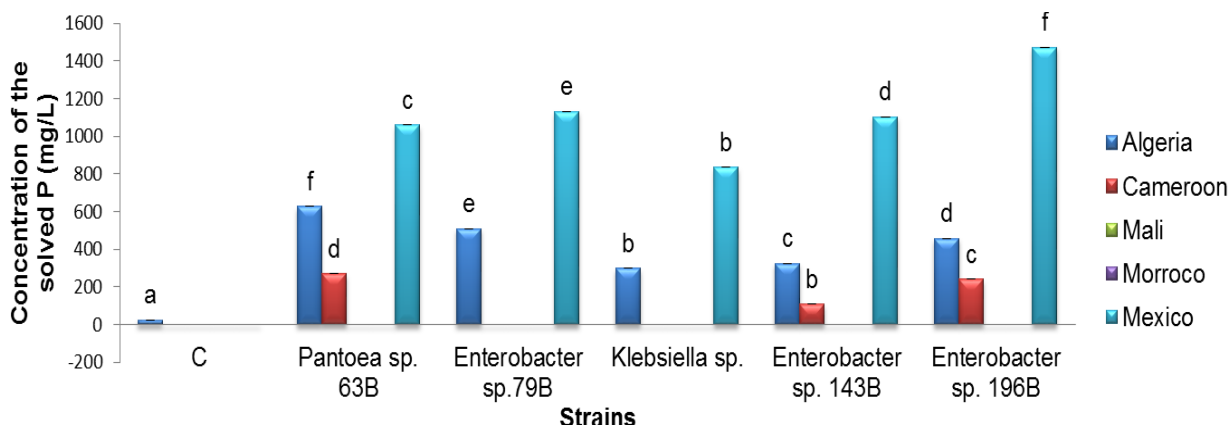 Concentration of the
solved P (mg/L)
1600
1400
1200
1000
800
600
400
200
0
-200
a
f
d
c
e
e
b
b
c
b
d
d
c
f
C
Pantoea sp.
63B
Enterobacter
sp.79B
Klebsiella sp.
Enterobacter
sp. 143B
Enterobacter
sp. 196B
Strains
Algeria
Cameroon
Mali
Morroco
Mexico